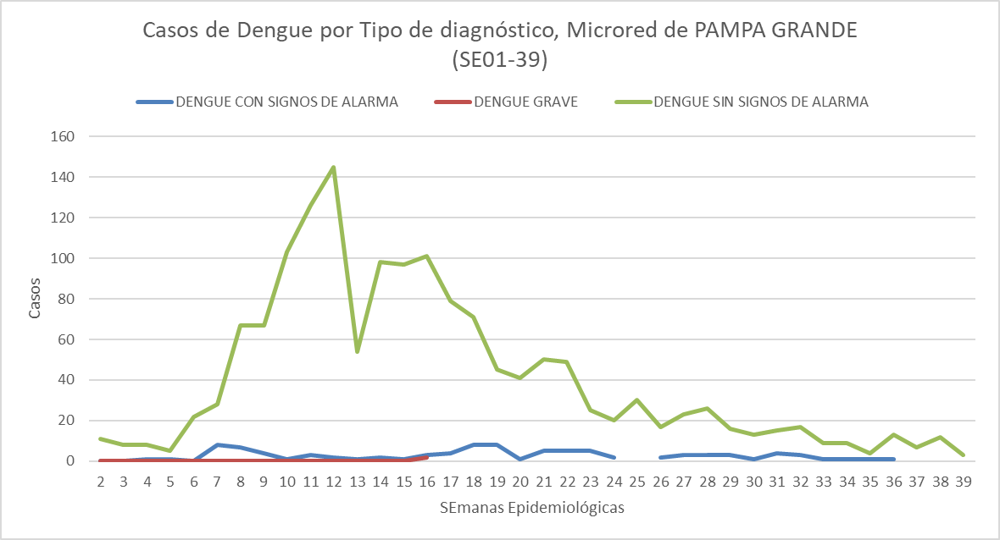 Casos de Dengue por Tipo de diagnóstico, Microred de PAMPA GRANDE
(SE01-39)
DENGUE CON SIGNOS DE ALARMA DENGUE GRAVE DENGUE SIN SIGNOS DE ALARMA
160
140
120
100
80
60
40
20
0
Casos
2 3 4 5 6 7 8 9 10 11 12 13 14 15 16 17 18 19 20 21 22 23 24 25 26 27 28 29 30 31 32 33 34 35 36 37 38 39
SEmanas Epidemiológicas